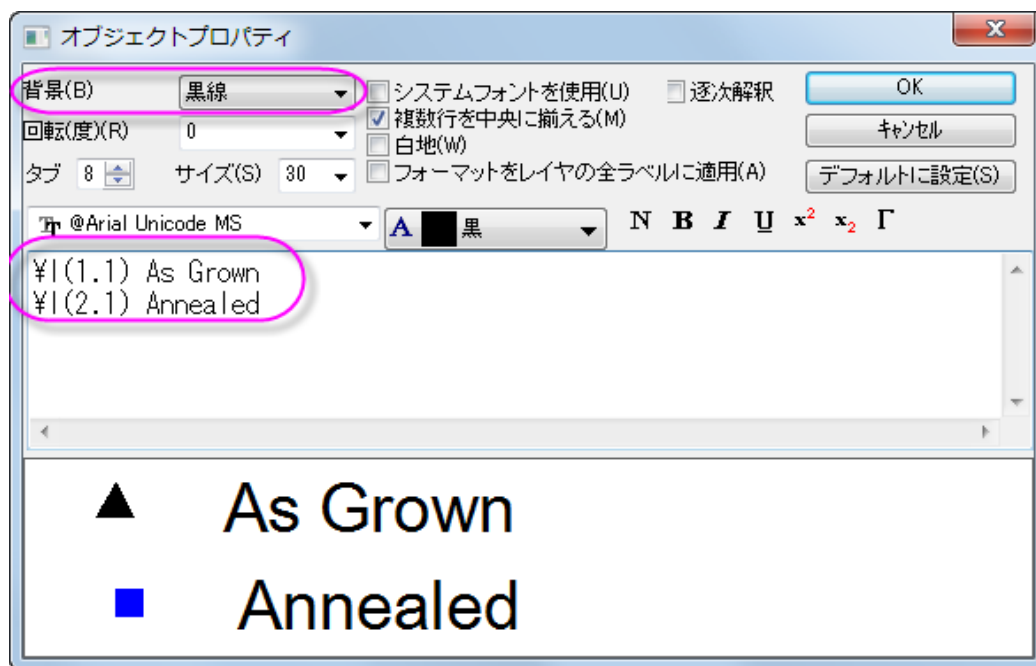 オブジェクトプロパティ
背景(B) 黒線
システムフォントを使用(U) 逐次解釈
OK
回転(度)(R) 0
複数行を中央に揃える(M)
キャンセル
白地(W)
タブ 8 サイズ(S) 30
フォーマットをレイヤの全ラベルに適用(A)
デフォルトに設定(S)
@Arial Unicode MS A 黒 N B I U x² x₂ Γ
¥l(1.1) As Grown
¥l(2.1) Annealed
As Grown
Annealed